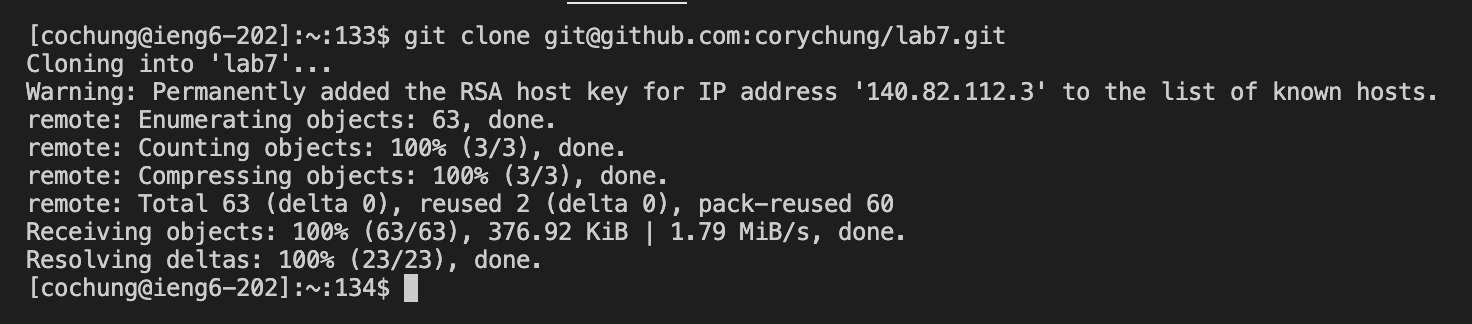 [cochung@ieng6-202]:~:133$ git clone git@github.com:corychung/lab7.git
Cloning into 'lab7'...
Warning: Permanently added the RSA host key for IP address '140.82.112.3' to the list of known hosts.
remote: Enumerating objects: 63, done.
remote: Counting objects: 100% (3/3), done.
remote: Compressing objects: 100% (3/3), done.
remote: Total 63 (delta 0), reused 2 (delta 0), pack-reused 60
Receiving objects: 100% (63/63), 376.92 KiB | 1.79 MiB/s, done.
Resolving deltas: 100% (23/23), done.
[cochung@ieng6-202]:~:134$